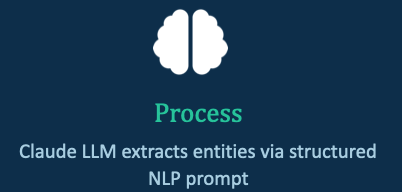 Process
Claude LLM extracts entities via structured
NLP prompt